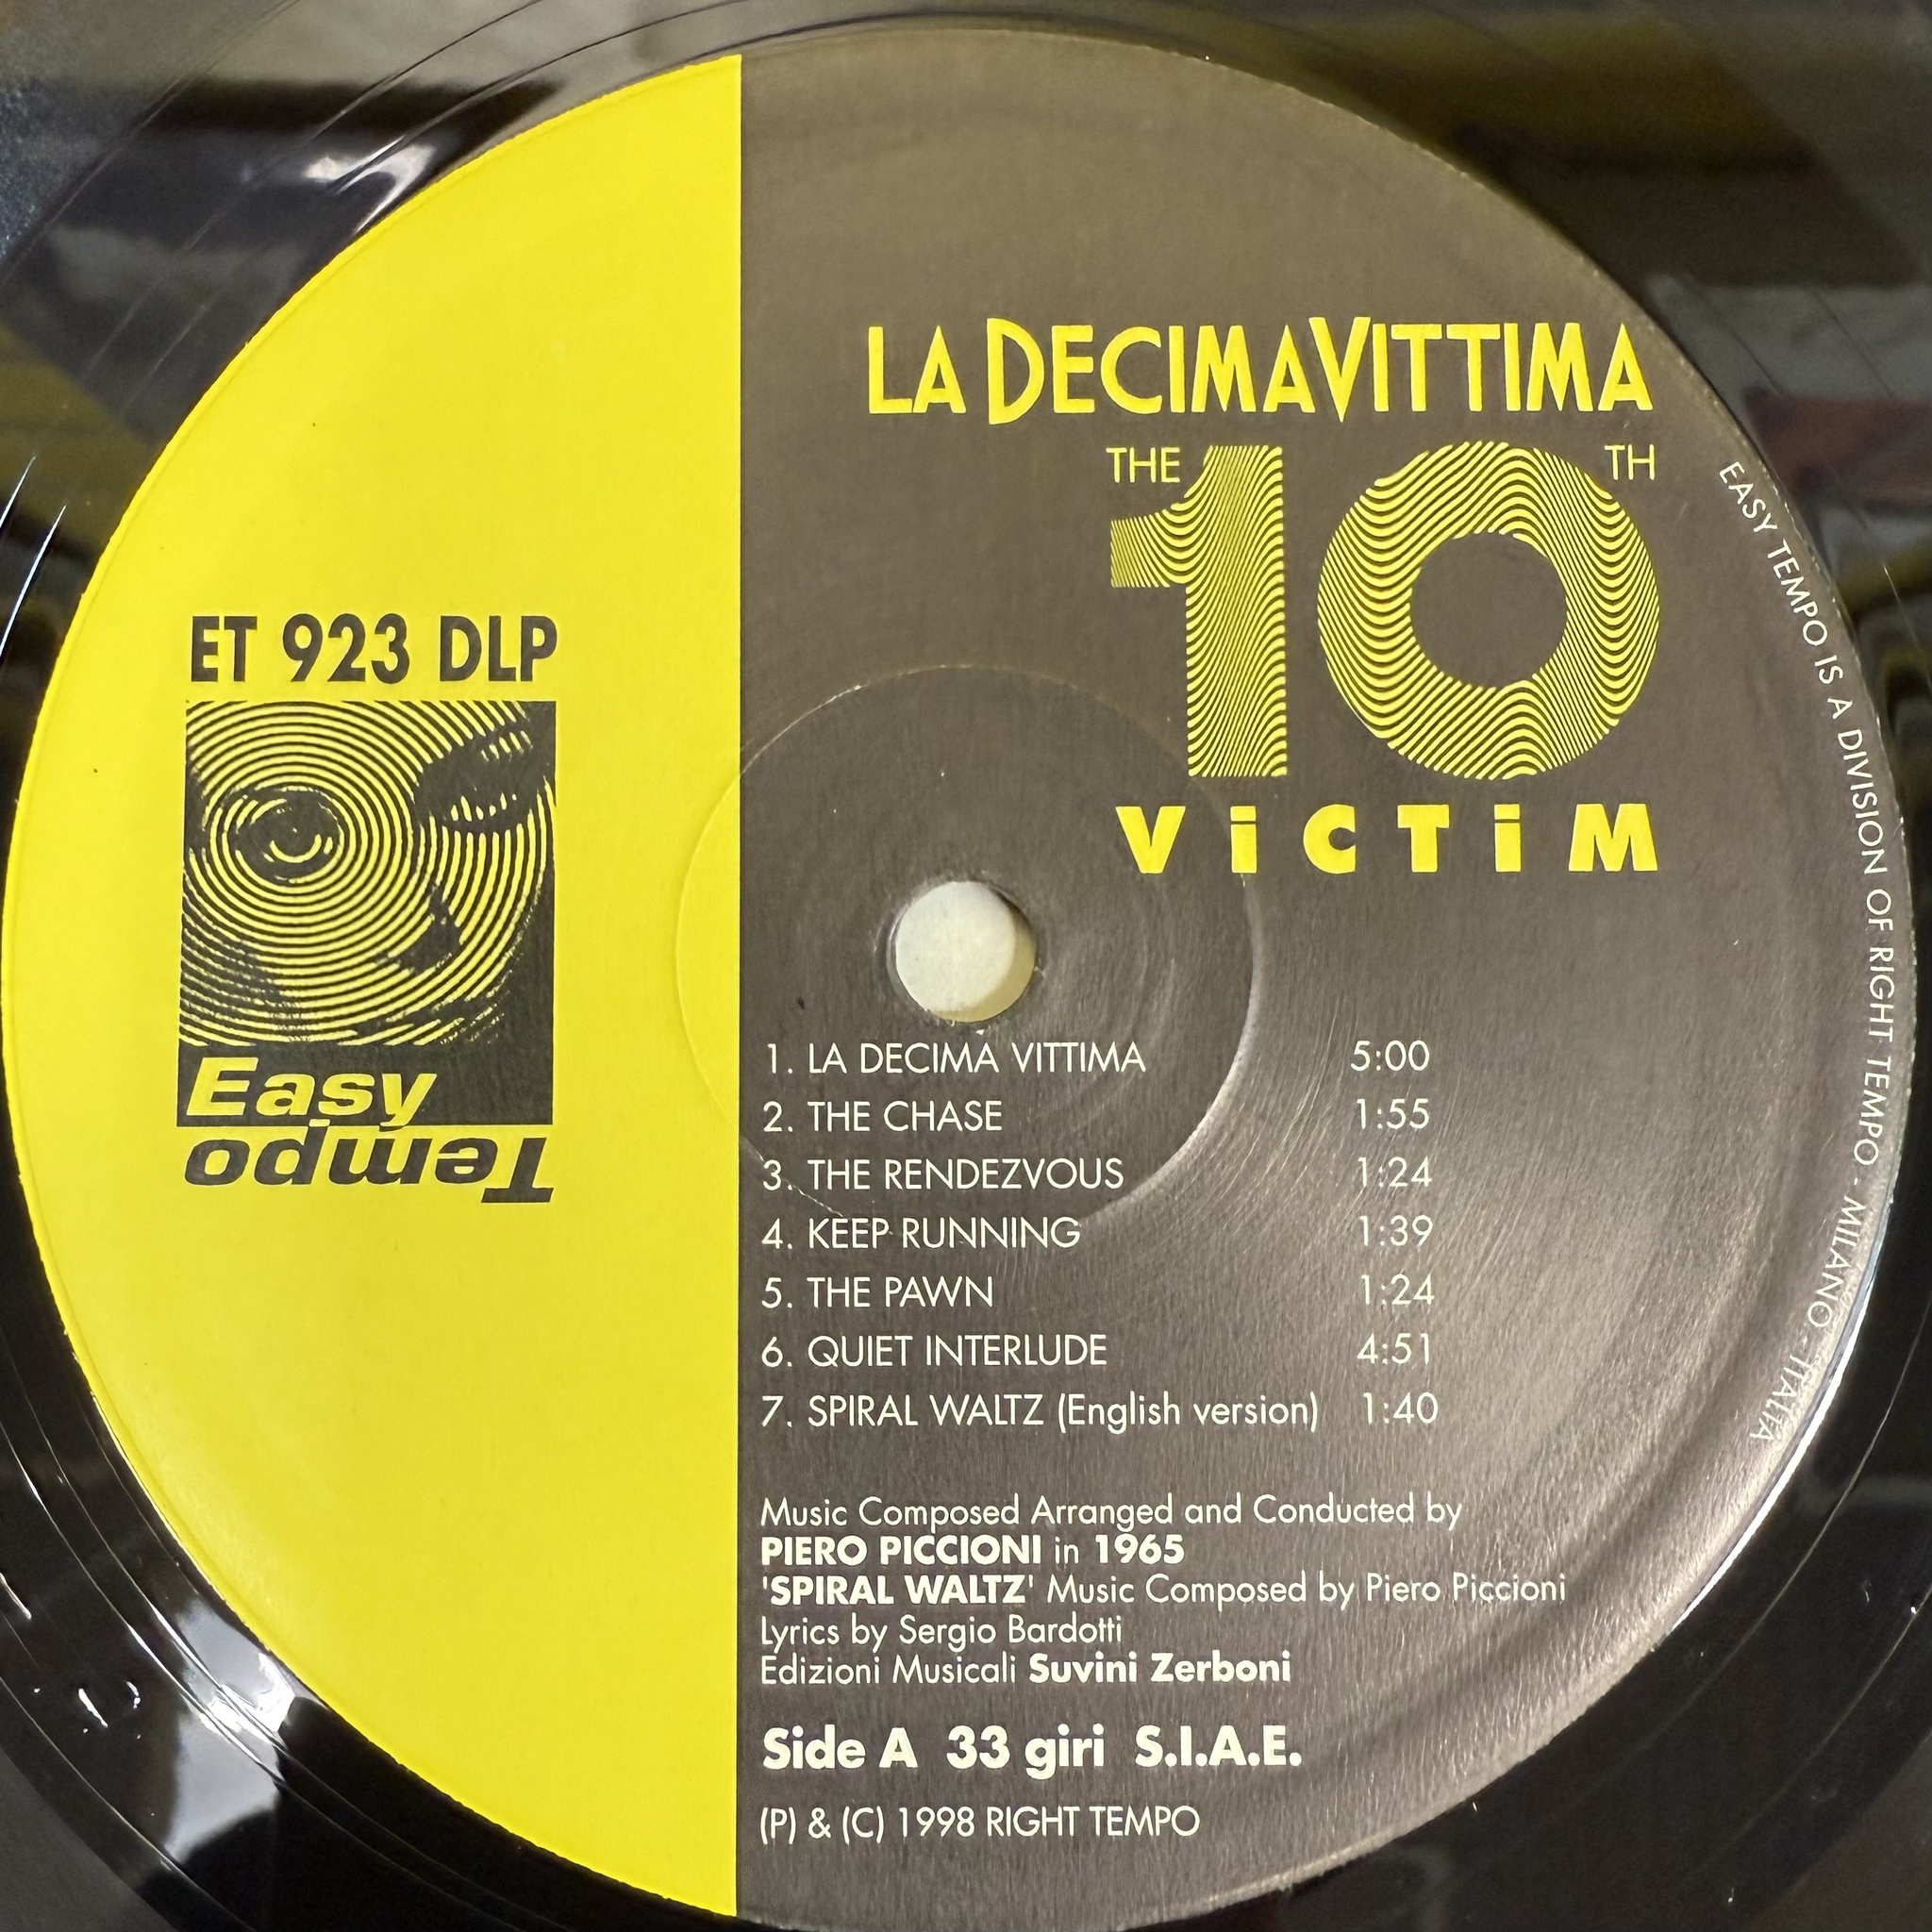 ET 923 DLP
Easy
Tempo
LA DECIMA VITTIMA
THE 10 TH
ViCTiM
1. LA DECIMA VITTIMA 5:00
2. THE CHASE 1:55
3. THE RENDEZVOUS 1:24
4. KEEP RUNNING 1:39
5. THE PAWN 1:24
6. QUIET INTERLUDE 4:51
7. SPIRAL WALTZ (English version) 1:40
Music Composed Arranged and Conducted by
PIERO PICCIONI in 1965
'SPIRAL WALTZ' Music Composed by Piero Piccioni
Lyrics by Sergio Bardotti
Edizioni Musicali Suvini Zerboni
Side A 33 giri S.I.A.E.
(P) & (C) 1998 RIGHT TEMPO
EASY TEMPO IS A DIVISION OF RIGHT TEMPO - MILANO - ITALIA